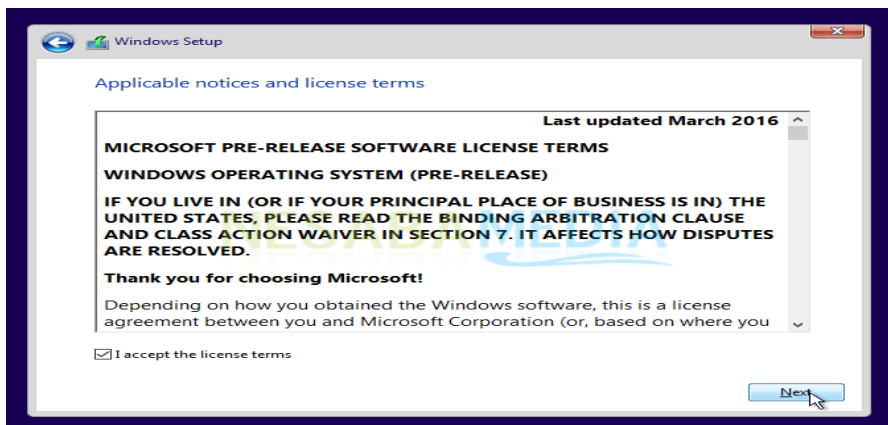 Windows Setup
Applicable notices and license terms
Last updated March 2016
MICROSOFT PRE-RELEASE SOFTWARE LICENSE TERMS
WINDOWS OPERATING SYSTEM (PRE-RELEASE)
IF YOU LIVE IN (OR IF YOUR PRINCIPAL PLACE OF BUSINESS IS IN) THE
UNITED STATES, PLEASE READ THE BINDING ARBITRATION CLAUSE
AND CLASS ACTION WAIVER IN SECTION 7. IT AFFECTS HOW DISPUTES
ARE RESOLVED.
NESABAMEDIA
Thank you for choosing Microsoft!
Depending on how you obtained the Windows software, this is a license
agreement between you and Microsoft Corporation (or, based on where you
I accept the license terms
Next